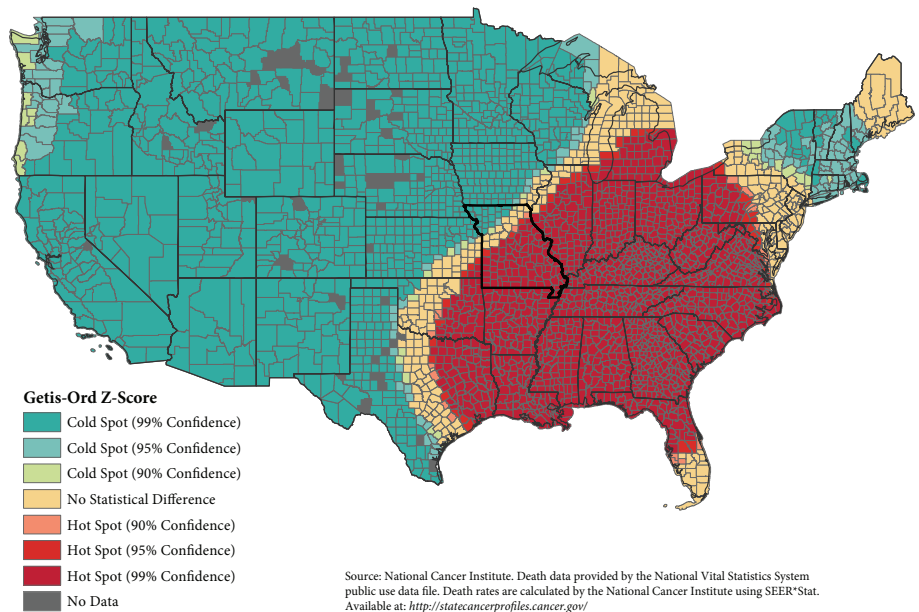 Getis-Ord Z-Score
Cold Spot (99% Confidence)
Cold Spot (95% Confidence)
Cold Spot (90% Confidence)
No Statistical Difference
Hot Spot (90% Confidence)
Hot Spot (95% Confidence)
Hot Spot (99% Confidence)
No Data
Source: National Cancer Institute. Death data provided by the National Vital Statistics System
public use data file. Death rates are calculated by the National Cancer Institute using SEER*Stat.
Available at: http://statecancerprofiles.cancer.gov/